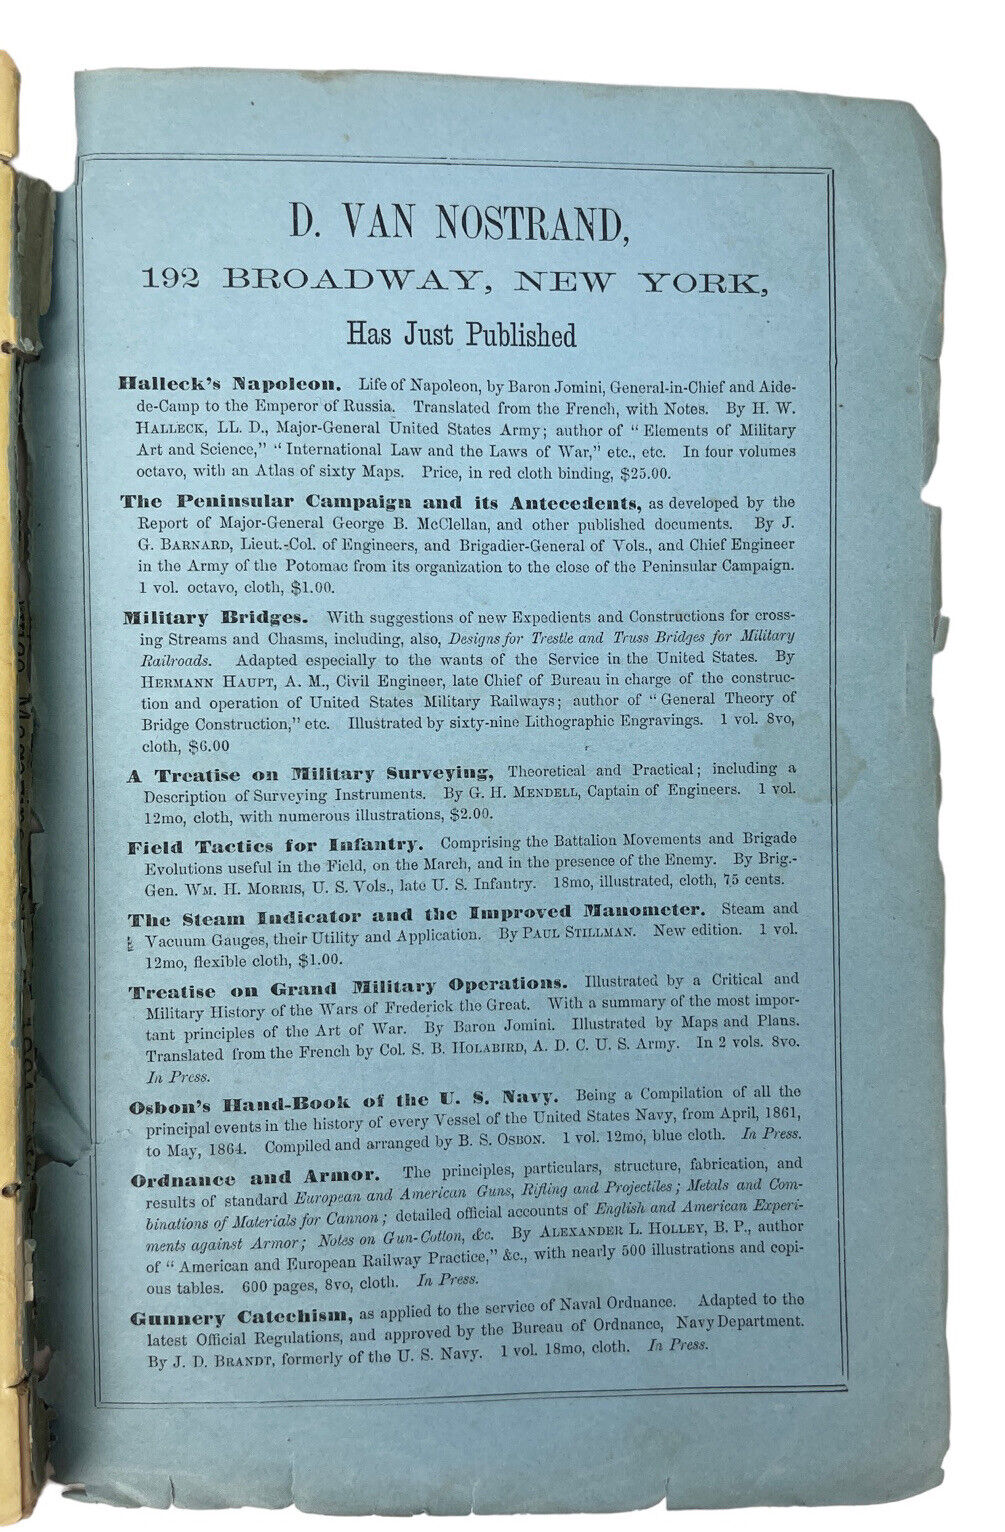 D. VAN NOSTRAND,
192 BROADWAY, NEW YORK,
Has Just Published
Halleck's Napoleon. Life of Napoleon, by Baron Jomini, General-in-Chief and Aide-
de-Camp to the Emperor of Russia. Translated from the French, with Notes. By H. W.
HALLECK, LL. D., Major-General United States Army; author of "Elements of Military
Art and Science," "International Law and the Laws of War," etc., etc. In four volumes
octavo, with an Atlas of sixty Maps. Price, in red cloth binding, $25.00.
The Peninsular Campaign and its Antecedents, as developed by the
Report of Major-General George B. McClellan, and other published documents. By J.
G. BARNARD, Lieut.-Col. of Engineers, and Brigadier-General of Vols., and Chief Engineer
in the Army of the Potomac from its organization to the close of the Peninsular Campaign.
1 vol. octavo, cloth, $1.00.
Military Bridges. With suggestions of new Expedients and Constructions for cross-
ing Streams and Chasms, including, also, Designs for Trestle and Truss Bridges for Military
Railroads. Adapted especially to the wants of the Service in the United States. By
HERMANN HAUPT, A. M., Civil Engineer, late Chief of Bureau in charge of the construc-
tion and operation of United States Military Railways; author of "General Theory of
Bridge Construction," etc. Illustrated by sixty-nine Lithographic Engravings. 1 vol. 8vo,
cloth, $6.00
A Treatise on Military Surveying, Theoretical and Practical; including a
Description of Surveying Instruments. By G. H. MENDELL, Captain of Engineers. 1 vol.
12mo, cloth, with numerous illustrations, $2.00.
Field Tactics for Infantry. Comprising the Battalion Movements and Brigade
Evolutions useful in the Field, on the March, and in the presence of the Enemy. By Brig.-
Gen. WM. H. MORRIS, U. S. Vols., late U. S. Infantry. 18mo, illustrated, cloth, 75 cents.
The Steam Indicator and the Improved Manometer. Steam and
Vacuum Gauges, their Utility and Application. By PAUL STILLMAN. New edition. 1 vol.
12mo, flexible cloth, $1.00.
Treatise on Grand Military Operations. Illustrated by a Critical and
Military History of the Wars of Frederick the Great. With a summary of the most impor-
tant principles of the Art of War. By Baron Jomini. Illustrated by Maps and Plans.
Translated from the French by Col. S. B. HOLABIRD, A. D. C. U. S. Army. In 2 vols. 8vo.
In Press.
Osbon's Hand-Book of the U. S. Navy. Being a Compilation of all the
principal events in the history of every Vessel of the United States Navy, from April, 1861,
to May, 1864. Compiled and arranged by B. S. OSBON. 1 vol. 12mo, blue cloth. In Press.
Ordnance and Armor. The principles, particulars, structure, fabrication, and
results of standard European and American Guns, Rifling and Projectiles; Metals and Com-
binations of Materials for Cannon; detailed official accounts of English and American Experi-
ments against Armor; Notes on Gun-Cotton, &c. By ALEXANDER L. HOLLEY, B. P., author
of "American and European Railway Practice," &c., with nearly 500 illustrations and copi-
ous tables. 600 pages, 8vo, cloth. In Press.
Gunnery Catechism, as applied to the service of Naval Ordnance. Adapted to the
latest Official Regulations, and approved by the Bureau of Ordnance, Navy Department.
By J. D. BRANDT, formerly of the U. S. Navy. 1 vol. 18mo, cloth. In Press.